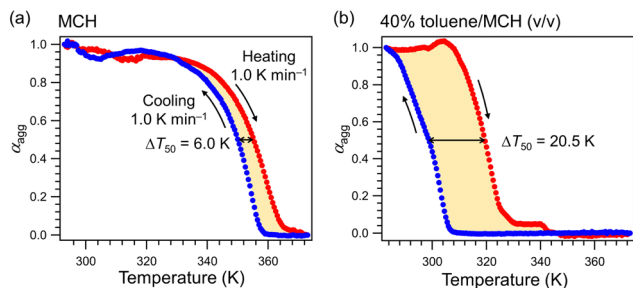 (a) MCH
1.0
0.8
0.6
0.4
0.2
0.0
α_agg
Heating
1.0 K min⁻¹
Cooling
1.0 K min⁻¹
ΔT₅₀ = 6.0 K
300 320 340 360
Temperature (K)
(b) 40% toluene/MCH (v/v)
1.0
0.8
0.6
0.4
0.2
0.0
α_agg
ΔT₅₀ = 20.5 K
300 320 340 360
Temperature (K)